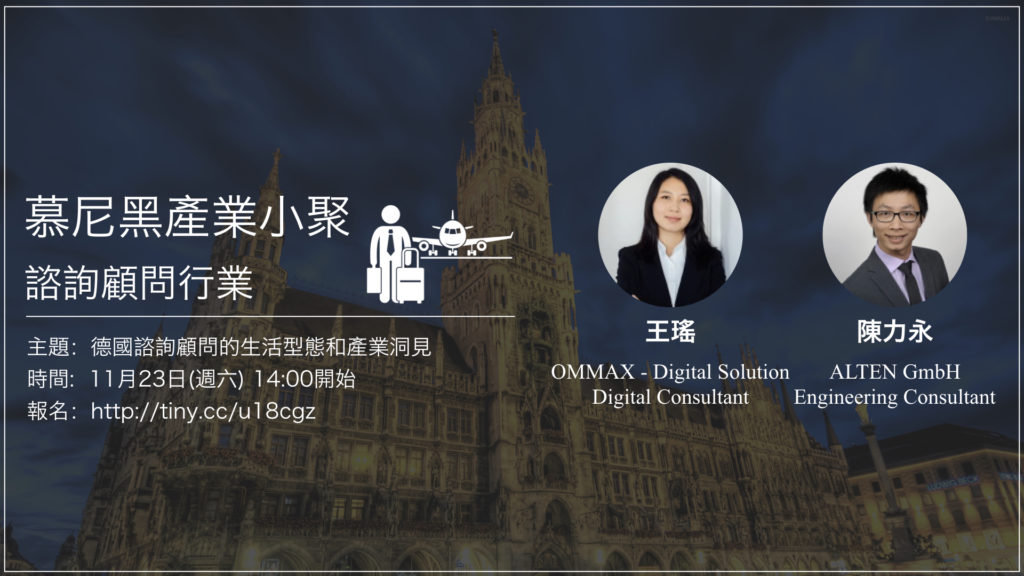 慕尼黑產業小聚
諮詢顧問行業
主題：德國諮詢顧問的生活型態和產業洞見
時間：11月23日(週六) 14:00開始
報名：http://tiny.cc/u18cgz
王瑤
OMMAX - Digital Solution
Digital Consultant
陳力永
ALTEN GmbH
Engineering Consultant